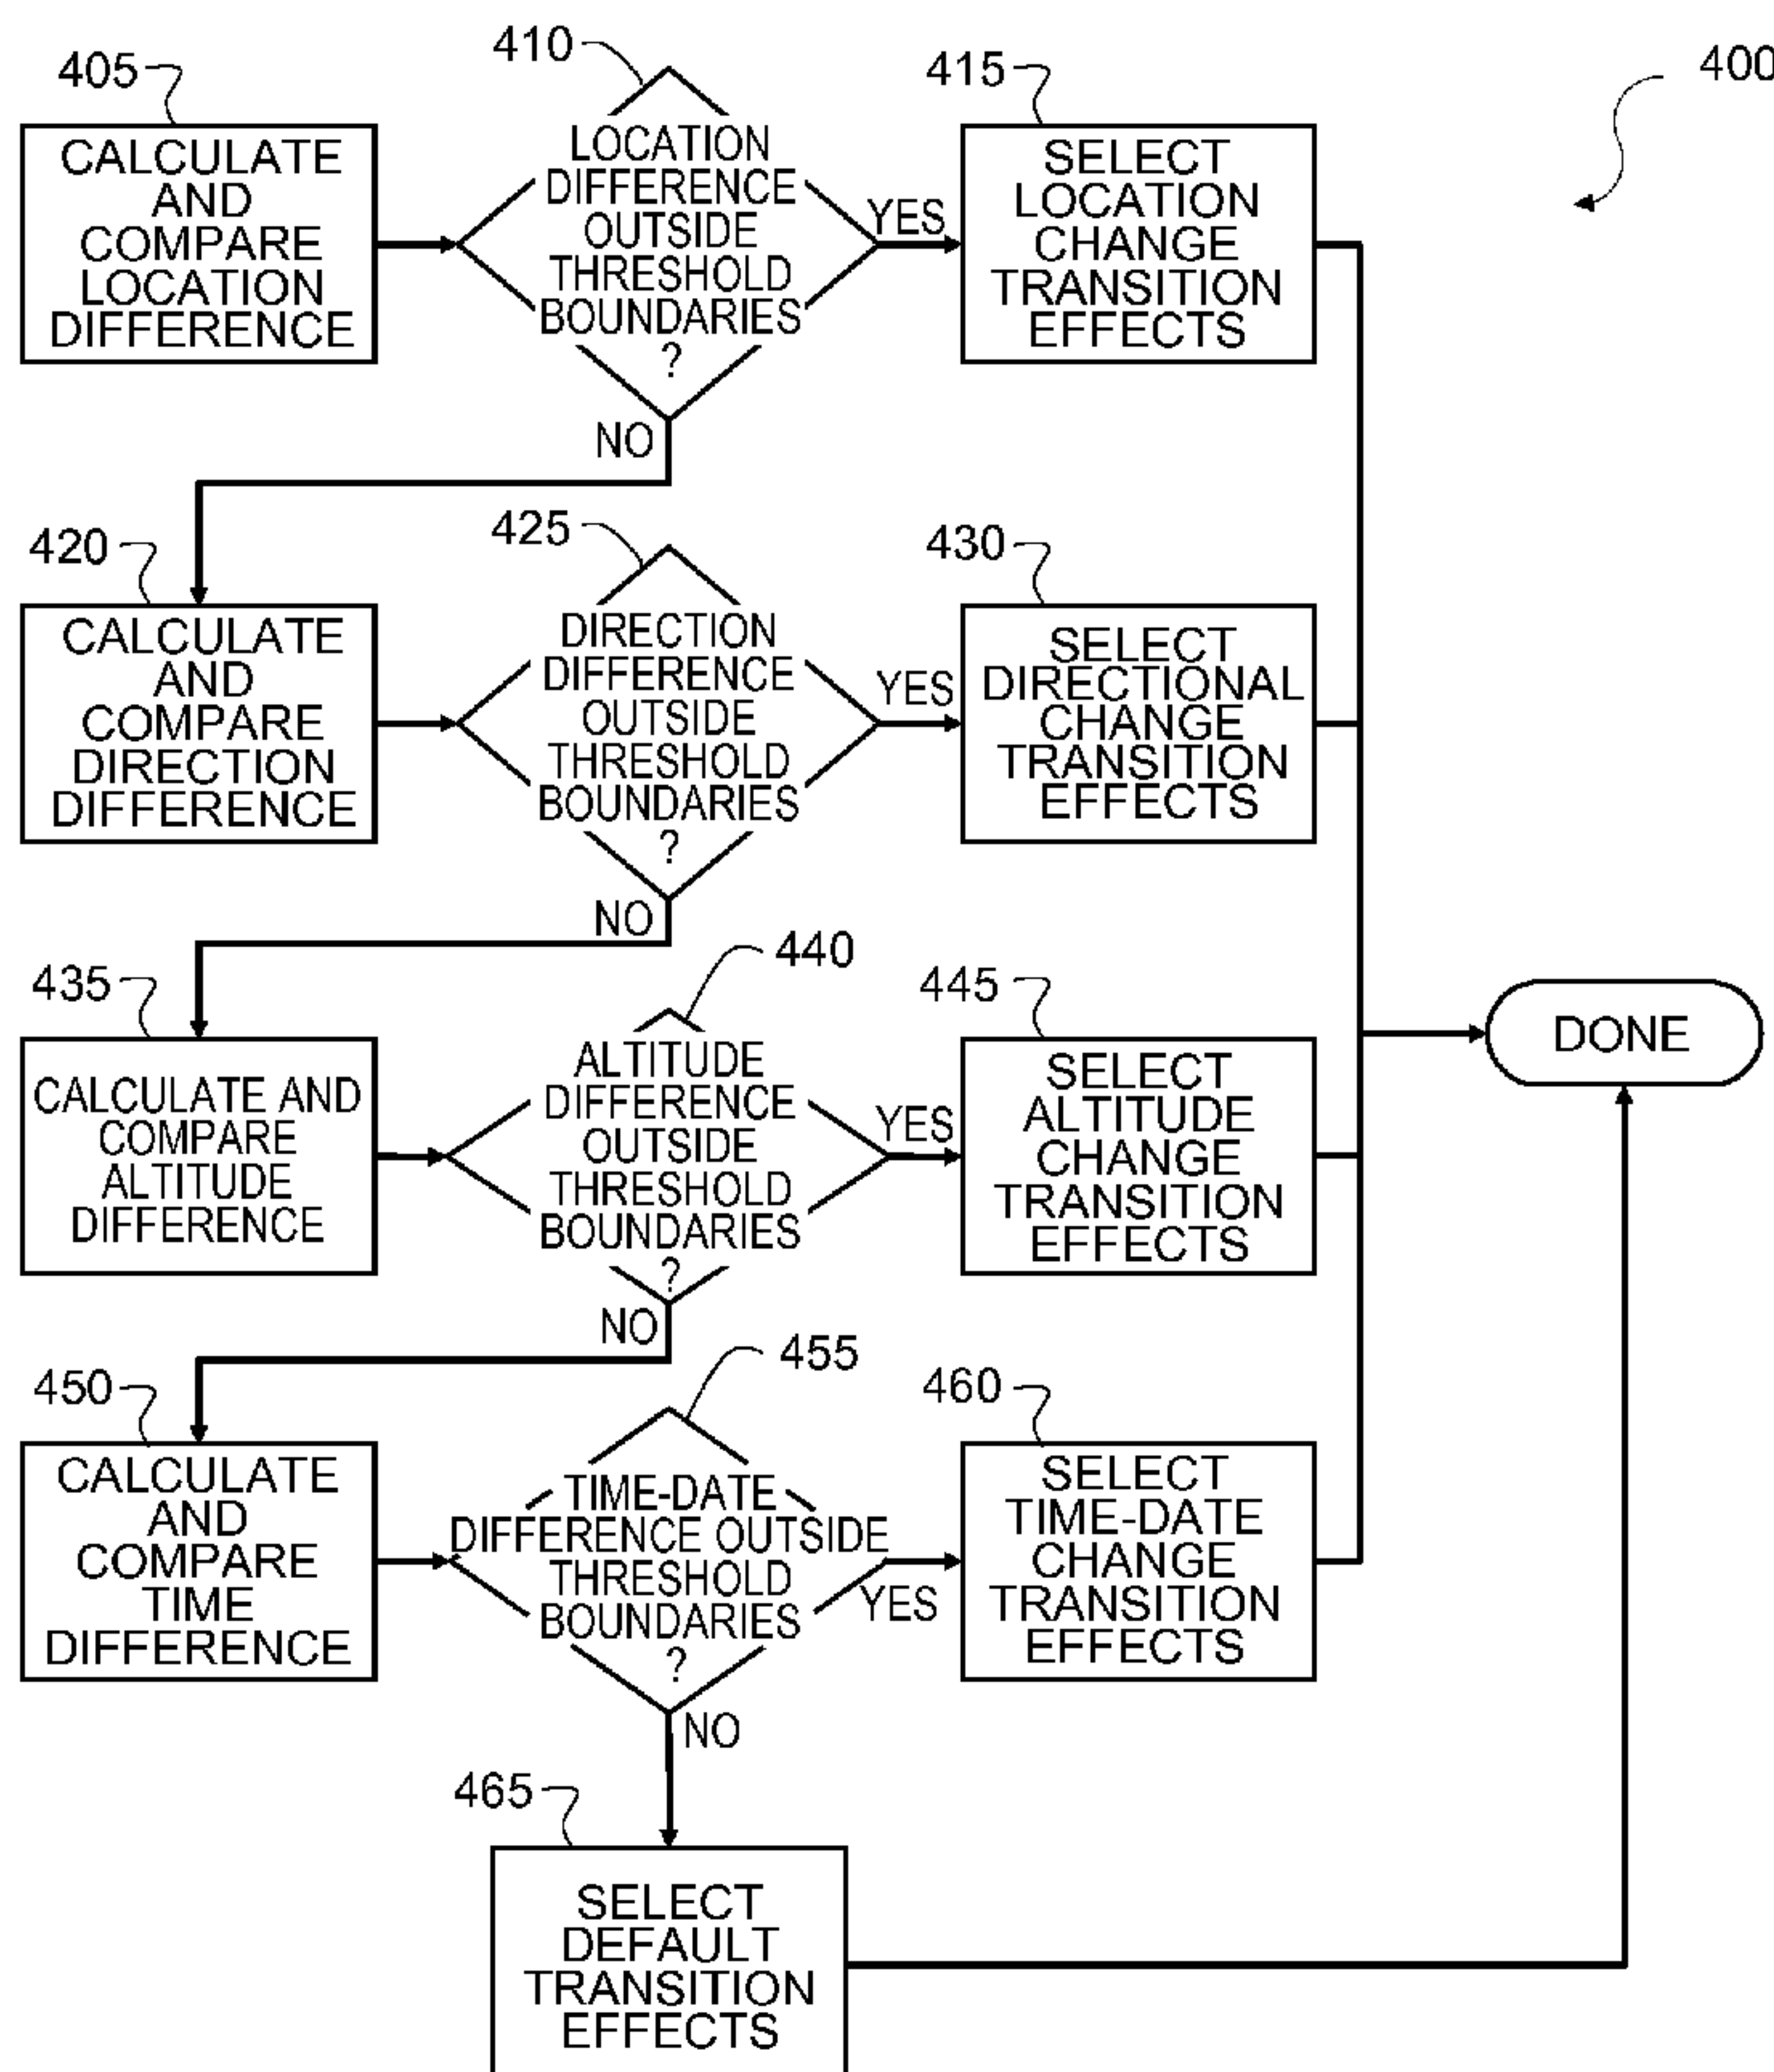 400
405
CALCULATE
AND
COMPARE
LOCATION
DIFFERENCE
410
LOCATION
DIFFERENCE
OUTSIDE
THRESHOLD
BOUNDARIES
?
YES
NO
415
SELECT
LOCATION
CHANGE
TRANSITION
EFFECTS
420
CALCULATE
AND
COMPARE
DIRECTION
DIFFERENCE
425
DIRECTION
DIFFERENCE
OUTSIDE
THRESHOLD
BOUNDARIES
?
YES
NO
430
SELECT
DIRECTIONAL
CHANGE
TRANSITION
EFFECTS
435
CALCULATE AND
COMPARE
ALTITUDE
DIFFERENCE
440
ALTITUDE
DIFFERENCE
OUTSIDE
THRESHOLD
BOUNDARIES
?
YES
NO
445
SELECT
ALTITUDE
CHANGE
TRANSITION
EFFECTS
DONE
450
CALCULATE
AND
COMPARE
TIME
DIFFERENCE
455
TIME-DATE
DIFFERENCE OUTSIDE
THRESHOLD
BOUNDARIES
?
YES
NO
460
SELECT
TIME-DATE
CHANGE
TRANSITION
EFFECTS
465
SELECT
DEFAULT
TRANSITION
EFFECTS